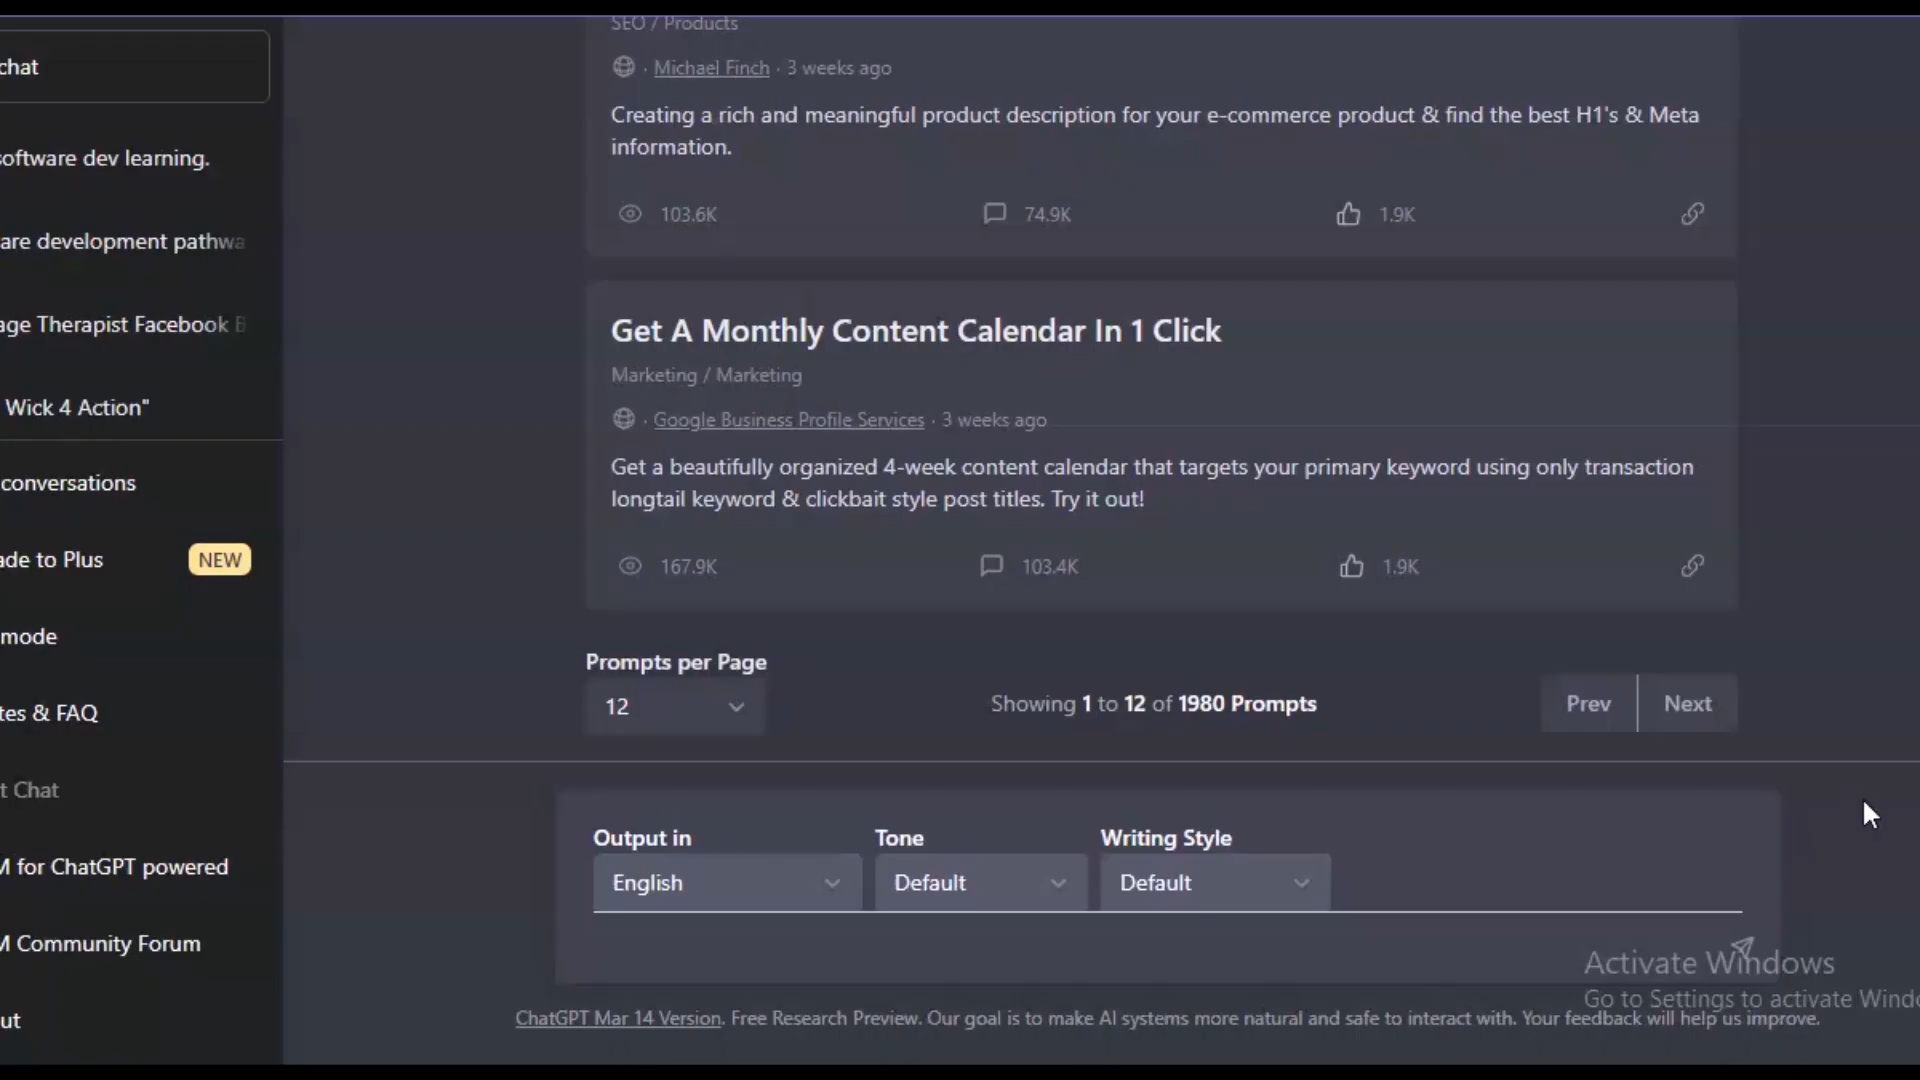 chat
software dev learning.
are development pathwa
age Therapist Facebook B
Wick 4 Action"
conversations
ade to Plus NEW
mode
tes & FAQ
t Chat
M for ChatGPT powered
M Community Forum
ut
SEO / Products
· Michael Finch · 3 weeks ago
Creating a rich and meaningful product description for your e-commerce product & find the best H1's & Meta
information.
103.6K 74.9K 1.9K
Get A Monthly Content Calendar In 1 Click
Marketing / Marketing
· Google Business Profile Services · 3 weeks ago
Get a beautifully organized 4-week content calendar that targets your primary keyword using only transaction
longtail keyword & clickbait style post titles. Try it out!
167.9K 103.4K 1.9K
Prompts per Page
12 Showing 1 to 12 of 1980 Prompts Prev Next
Output in Tone Writing Style
English Default Default
Activate Windows
Go to Settings to activate Windo
ChatGPT Mar 14 Version. Free Research Preview. Our goal is to make AI systems more natural and safe to interact with. Your feedback will help us improve.